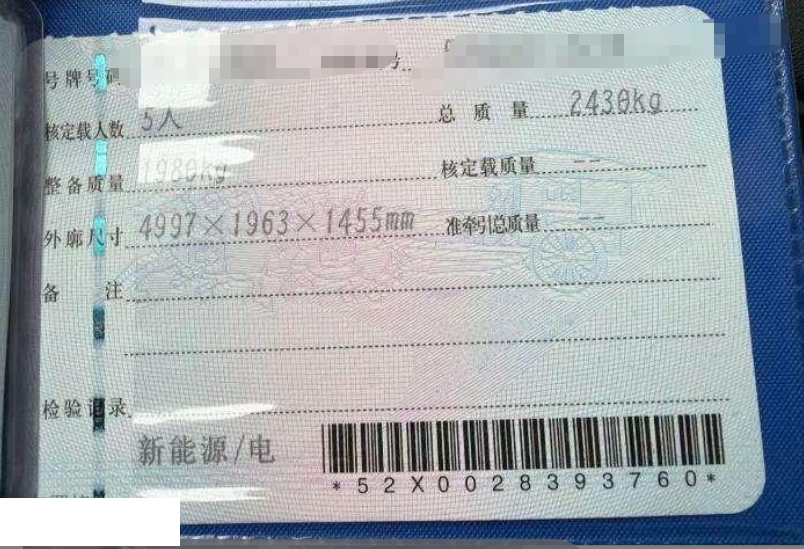 号牌号码
核定载人数 5人 总质量 2430kg
整备质量 1980kg 核定载质量 --
外廓尺寸 4997×1963×1455mm 准牵引总质量 --
备注
检验记录
新能源/电
*52X0028393760*